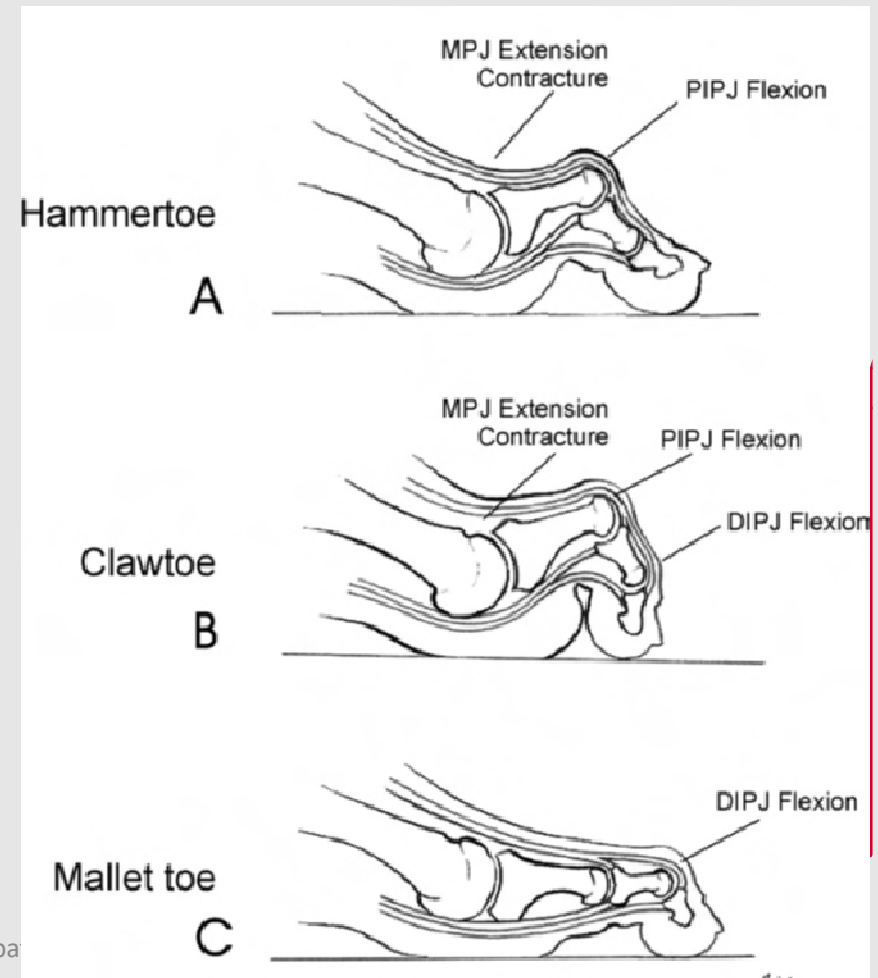 MPJ Extension
Contracture
PIPJ Flexion
Hammertoe
A
MPJ Extension
Contracture
PIPJ Flexion
DIPJ Flexion
Clawtoe
B
DIPJ Flexion
Mallet toe
C